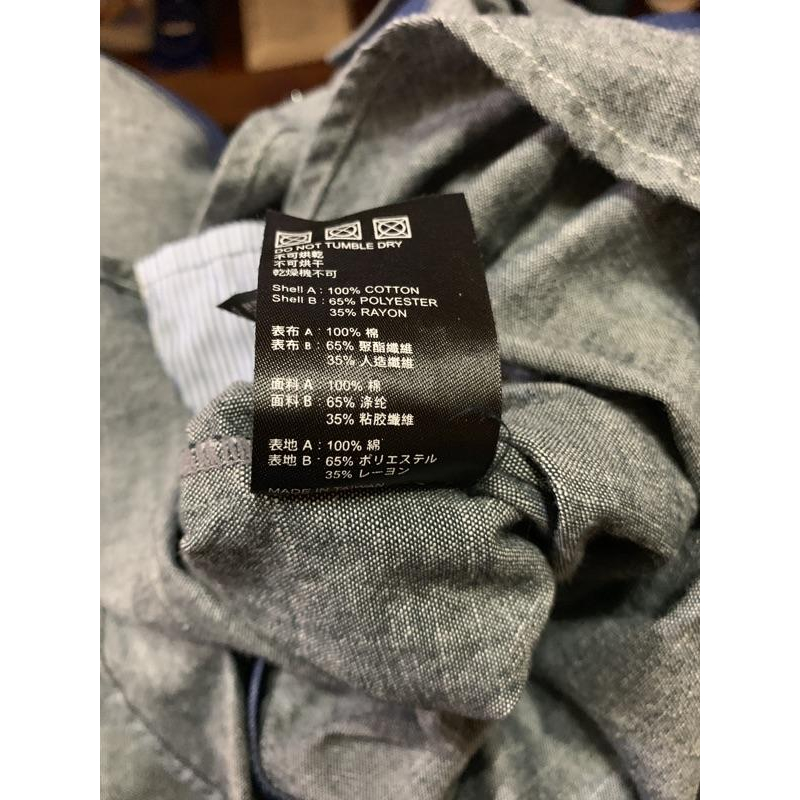 DO NOT TUMBLE DRY
不可烘乾
不可烘干
乾燥機不可
Shell A : 100% COTTON
Shell B : 65% POLYESTER
35% RAYON
表布 A : 100% 棉
表布 B : 65% 聚酯纖維
35% 人造纖維
面料 A : 100% 棉
面料 B : 65% 涤纶
35% 粘胶纖維
表地 A : 100% 綿
表地 B : 65% ポリエステル
35% レーヨン
MADE IN TAIWAN